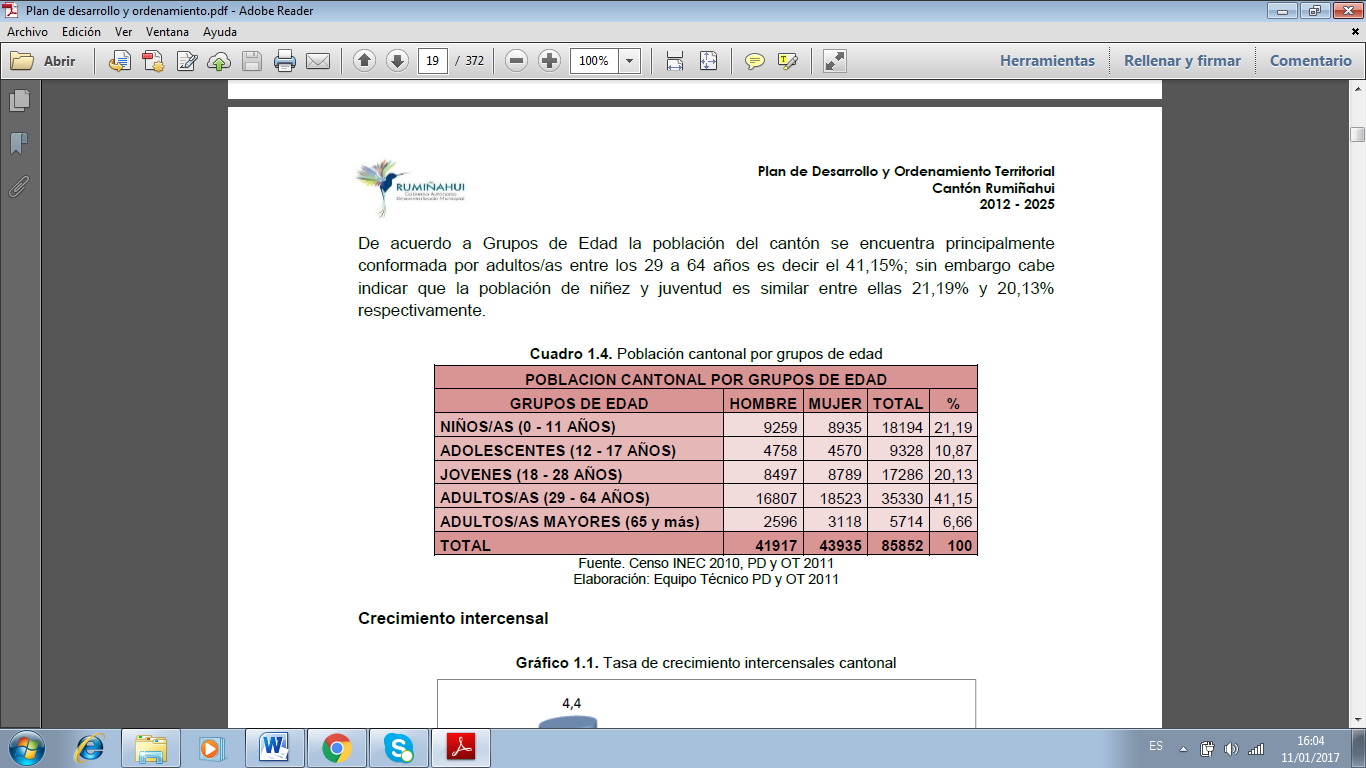 Plan de desarrollo y ordenamiento.pdf - Adobe Reader
Archivo Edición Ver Ventana Ayuda
Abrir 19 / 372 100% Herramientas Rellenar y firmar Comentario
RUMIÑAHUI
Gobierno Autónomo
Descentralizado Municipal
Plan de Desarrollo y Ordenamiento Territorial
Cantón Rumiñahui
2012 - 2025
De acuerdo a Grupos de Edad la población del cantón se encuentra principalmente
conformada por adultos/as entre los 29 a 64 años es decir el 41,15%; sin embargo cabe
indicar que la población de niñez y juventud es similar entre ellas 21,19% y 20,13%
respectivamente.
Cuadro 1.4. Población cantonal por grupos de edad
POBLACION CANTONAL POR GRUPOS DE EDAD
GRUPOS DE EDAD HOMBRE MUJER TOTAL %
NIÑOS/AS (0 - 11 AÑOS) 9259 8935 18194 21,19
ADOLESCENTES (12 - 17 AÑOS) 4758 4570 9328 10,87
JOVENES (18 - 28 AÑOS) 8497 8789 17286 20,13
ADULTOS/AS (29 - 64 AÑOS) 16807 18523 35330 41,15
ADULTOS/AS MAYORES (65 y más) 2596 3118 5714 6,66
TOTAL 41917 43935 85852 100
Fuente. Censo INEC 2010, PD y OT 2011
Elaboración: Equipo Técnico PD y OT 2011
Crecimiento intercensal
Gráfico 1.1. Tasa de crecimiento intercensales cantonal
4,4
ES 16:04
11/01/2017